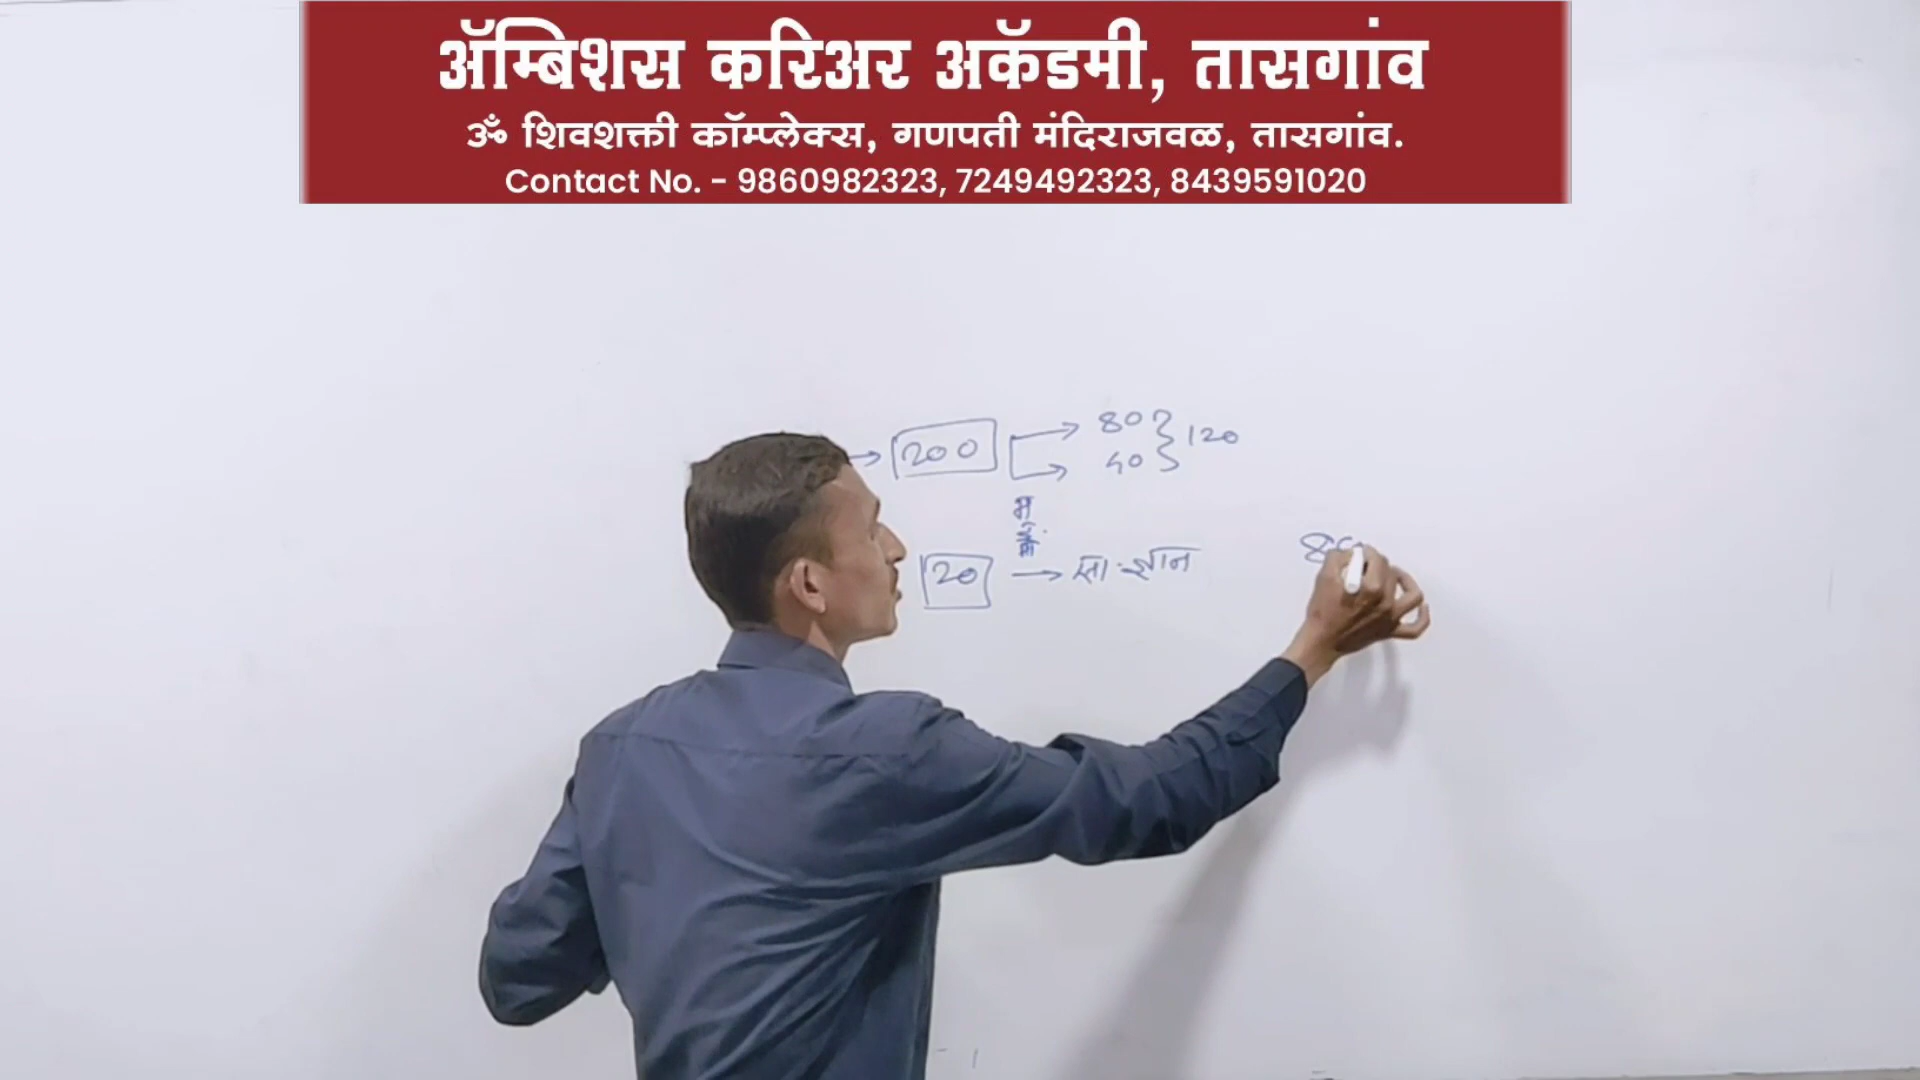 ॲम्बिशस करिअर अकॅडमी, तासगांव
ॐ शिवशक्ती कॉम्प्लेक्स, गणपती मंदिराजवळ, तासगांव.
Contact No. - 9860982323, 7249492323, 8439591020
→ 200 → 80 } 120
→ 40
20 → सा. ज्ञान